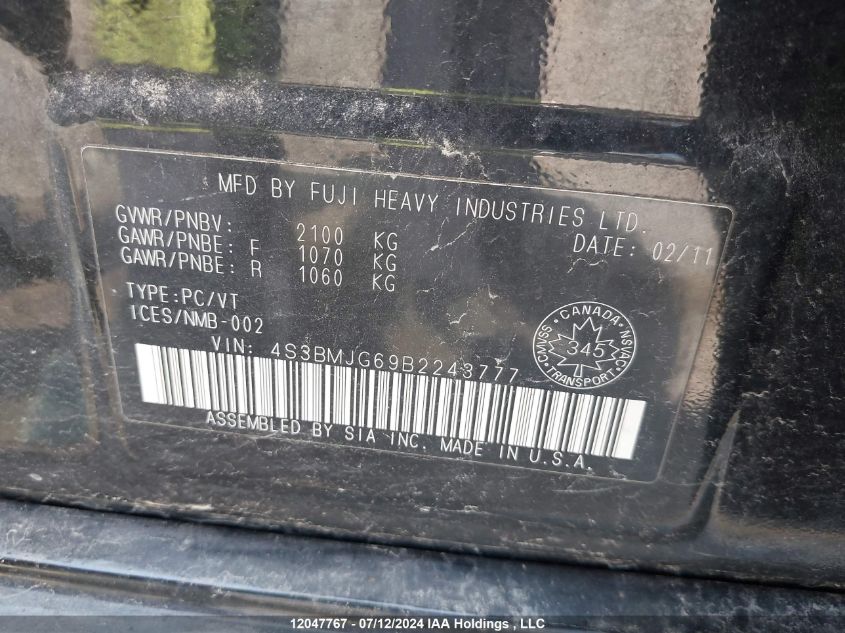 MFD BY FUJI HEAVY INDUSTRIES LTD.
GVWR/PNBV: 2100 KG DATE: 02/11
GAWR/PNBE: F 1070 KG
GAWR/PNBE: R 1060 KG
TYPE:PC/VT
ICES/NMB-002
VIN: 4S3BMJG69B2243777
CANADA
CMVSS 345 NSVAC
TRANSPORT
ASSEMBLED BY SIA INC. MADE IN U.S.A.
12047767 - 07/12/2024 IAA Holdings , LLC